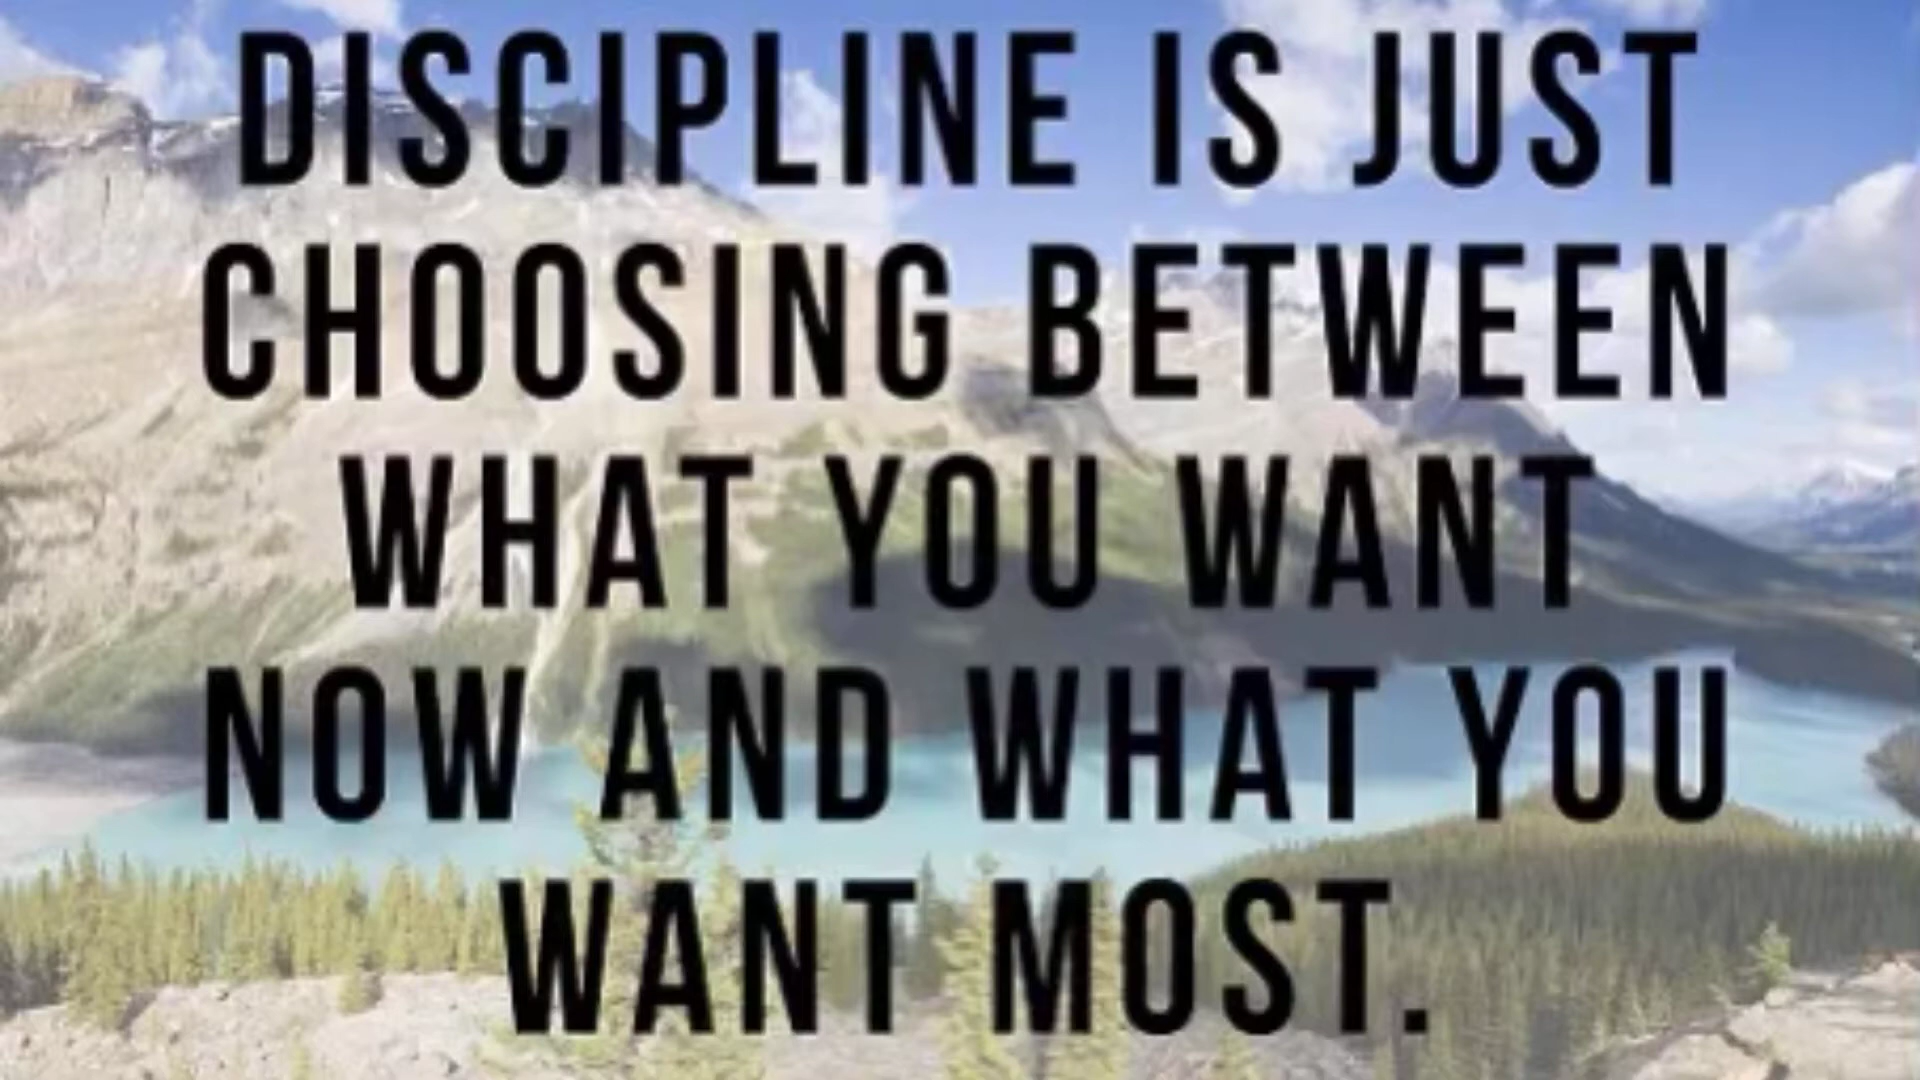 DISCIPLINE IS JUST
CHOOSING BETWEEN
WHAT YOU WANT
NOW AND WHAT YOU
WANT MOST.